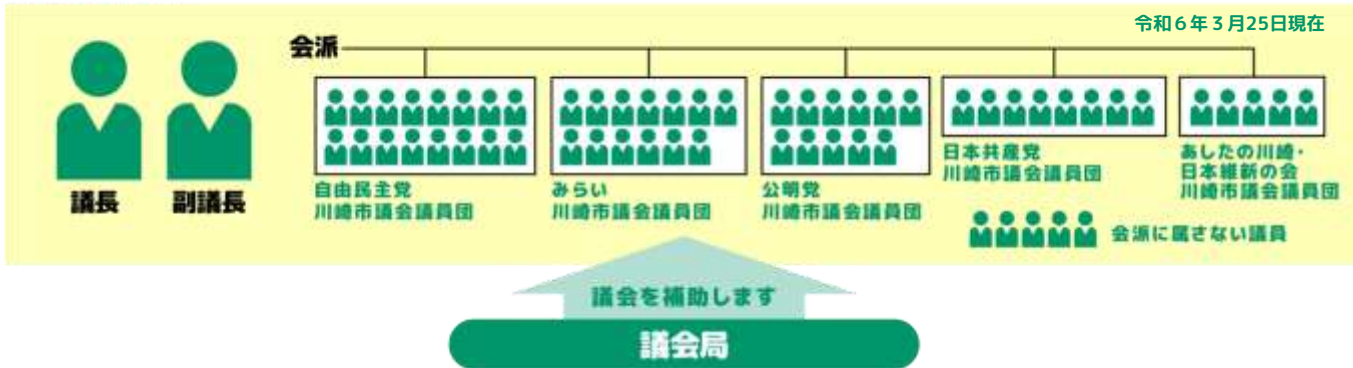 令和6年3月25日現在
会派
議長
副議長
自由民主党
川崎市議会議員団
みらい
川崎市議会議員団
公明党
川崎市議会議員団
日本共産党
川崎市議会議員団
あしたの川崎・
日本維新の会
川崎市議会議員団
会派に属さない議員
議会を補助します
議会局